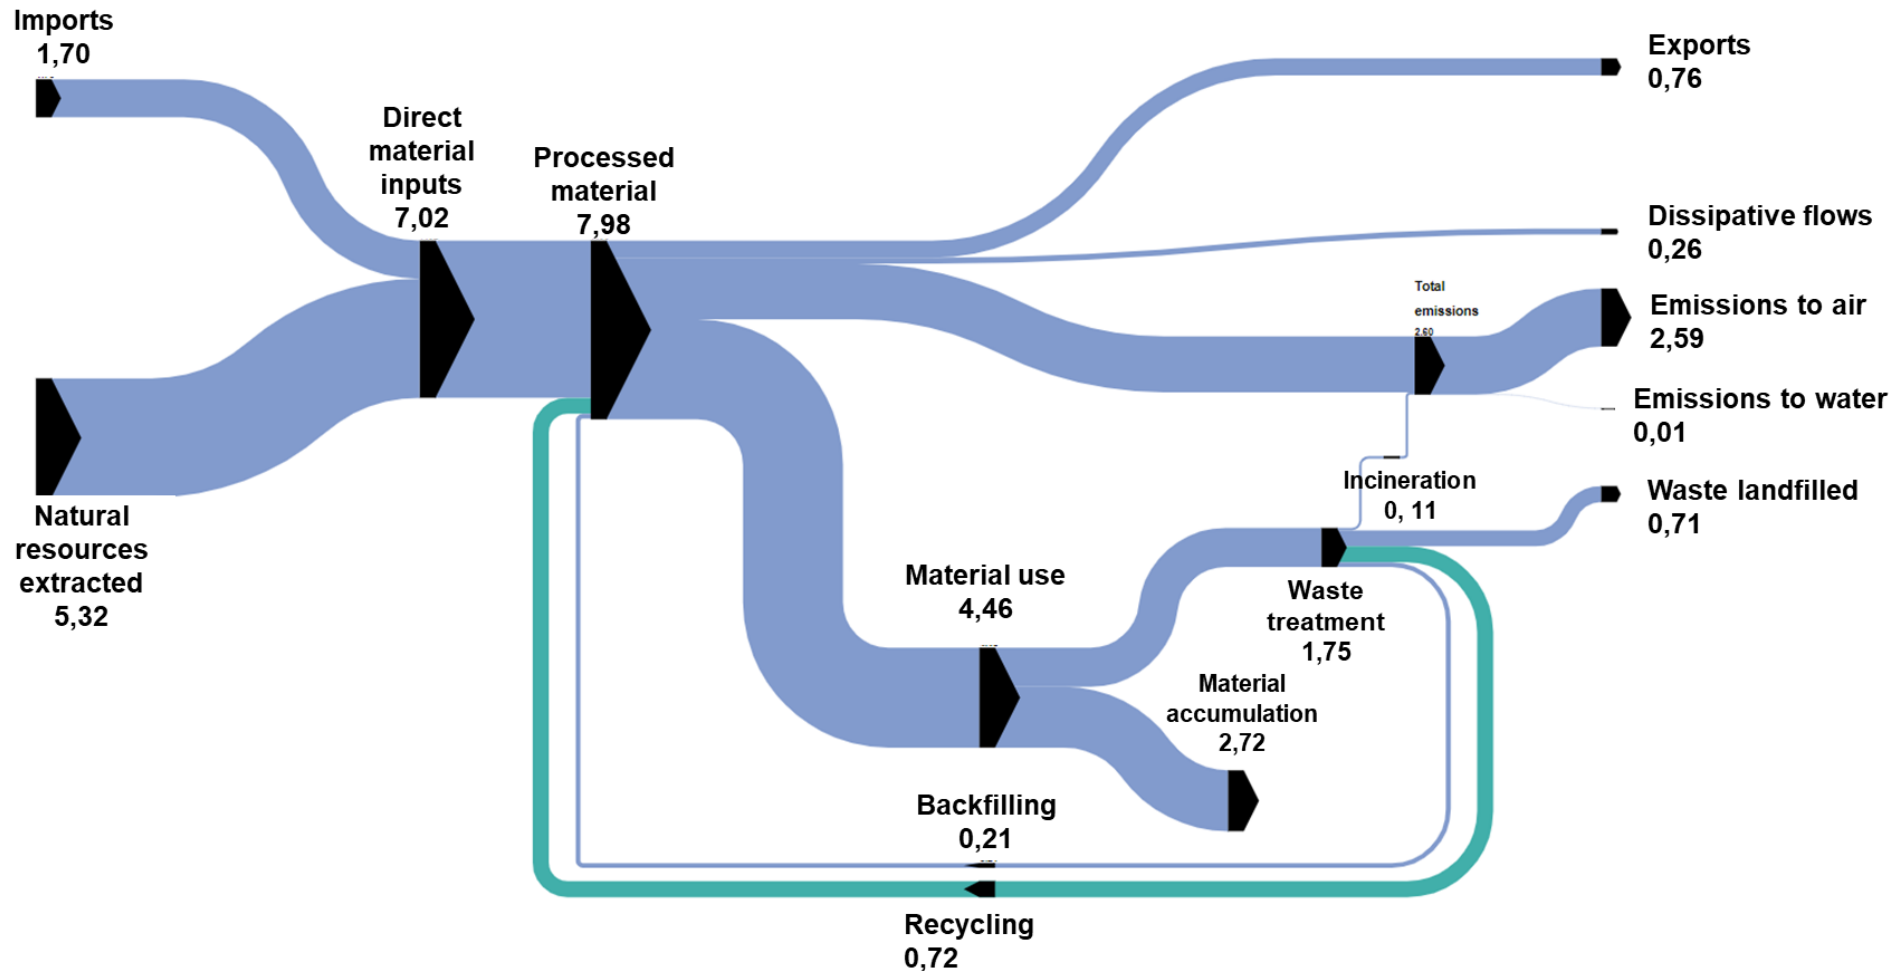 Imports
1,70
Exports
0,76
Direct
material
inputs
7,02
Processed
material
7,98
Dissipative flows
0,26
Total
emissions
2.60
Emissions to air
2,59
Emissions to water
0,01
Incineration
0, 11
Waste landfilled
0,71
Natural
resources
extracted
5,32
Material use
4,46
Waste
treatment
1,75
Material
accumulation
2,72
Backfilling
0,21
Recycling
0,72